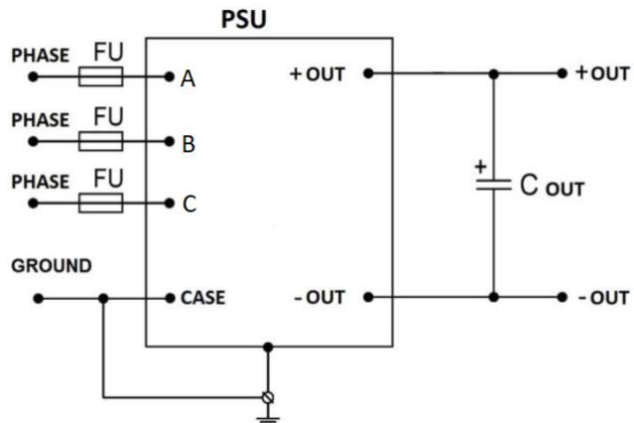 PSU
PHASE FU A
PHASE FU B
PHASE FU C
GROUND
CASE
+OUT
-OUT
+OUT
-OUT
+
C OUT